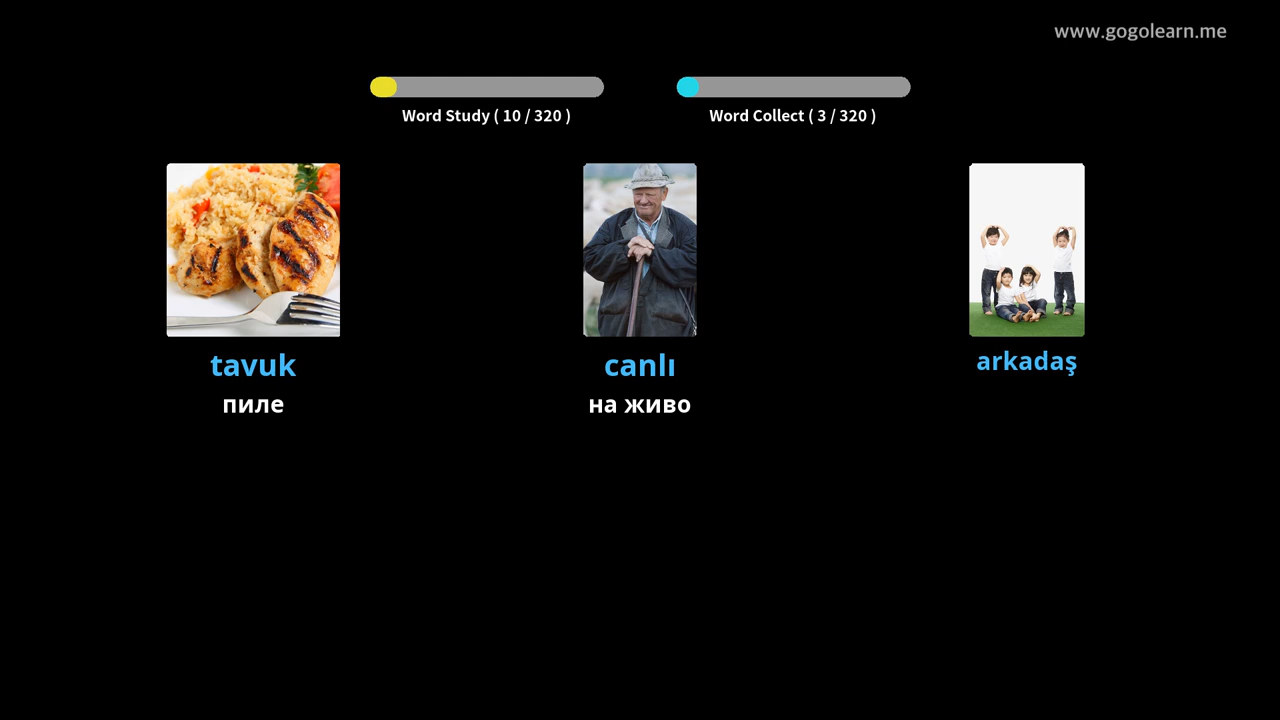 www.gogolearn.me
Word Study ( 10 / 320 )
Word Collect ( 3 / 320 )
tavuk
пиле
canlı
на живо
arkadaş